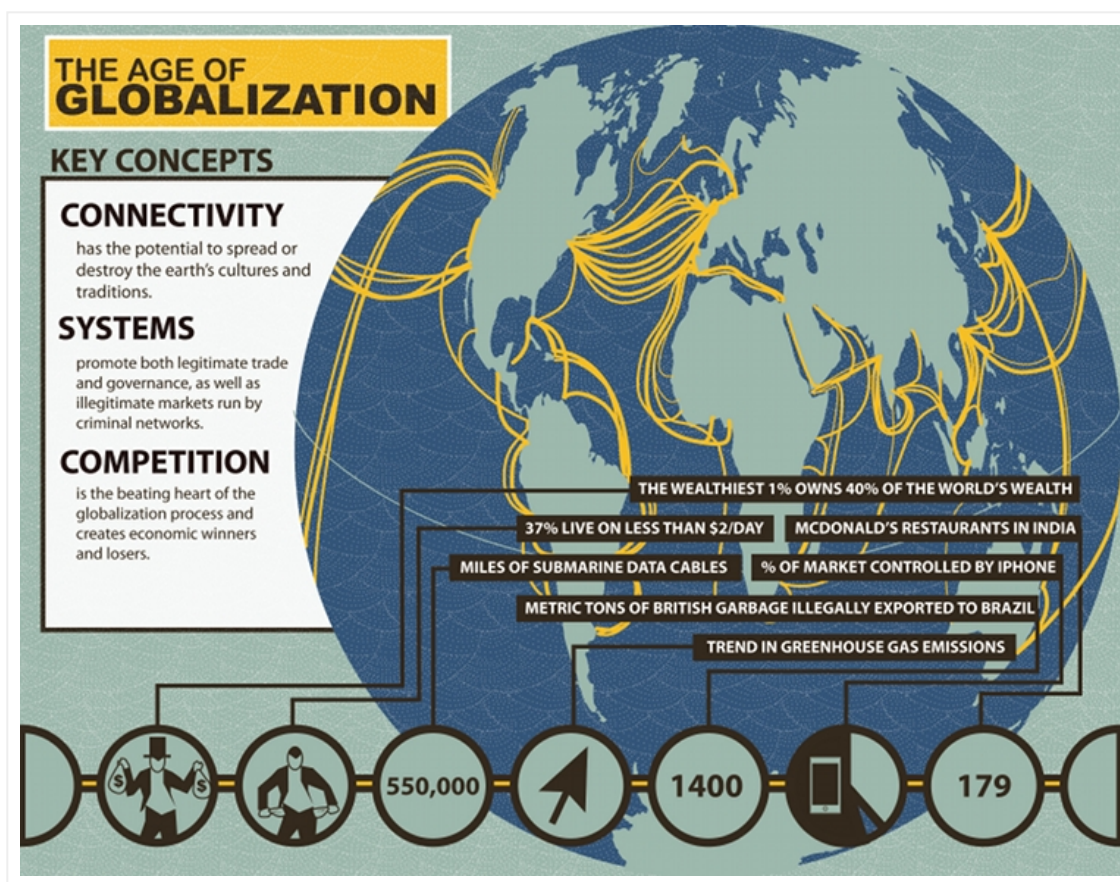 THE AGE OF
GLOBALIZATION
KEY CONCEPTS
CONNECTIVITY
has the potential to spread or
destroy the earth's cultures and
traditions.
SYSTEMS
promote both legitimate trade
and governance, as well as
illegitimate markets run by
criminal networks.
COMPETITION
is the beating heart of the
globalization process and
creates economic winners
and losers.
THE WEALTHIEST 1% OWNS 40% OF THE WORLD'S WEALTH
37% LIVE ON LESS THAN $2/DAY
MCDONALD'S RESTAURANTS IN INDIA
MILES OF SUBMARINE DATA CABLES
% OF MARKET CONTROLLED BY IPHONE
METRIC TONS OF BRITISH GARBAGE ILLEGALLY EXPORTED TO BRAZIL
TREND IN GREENHOUSE GAS EMISSIONS
$ $
550,000
1400
179